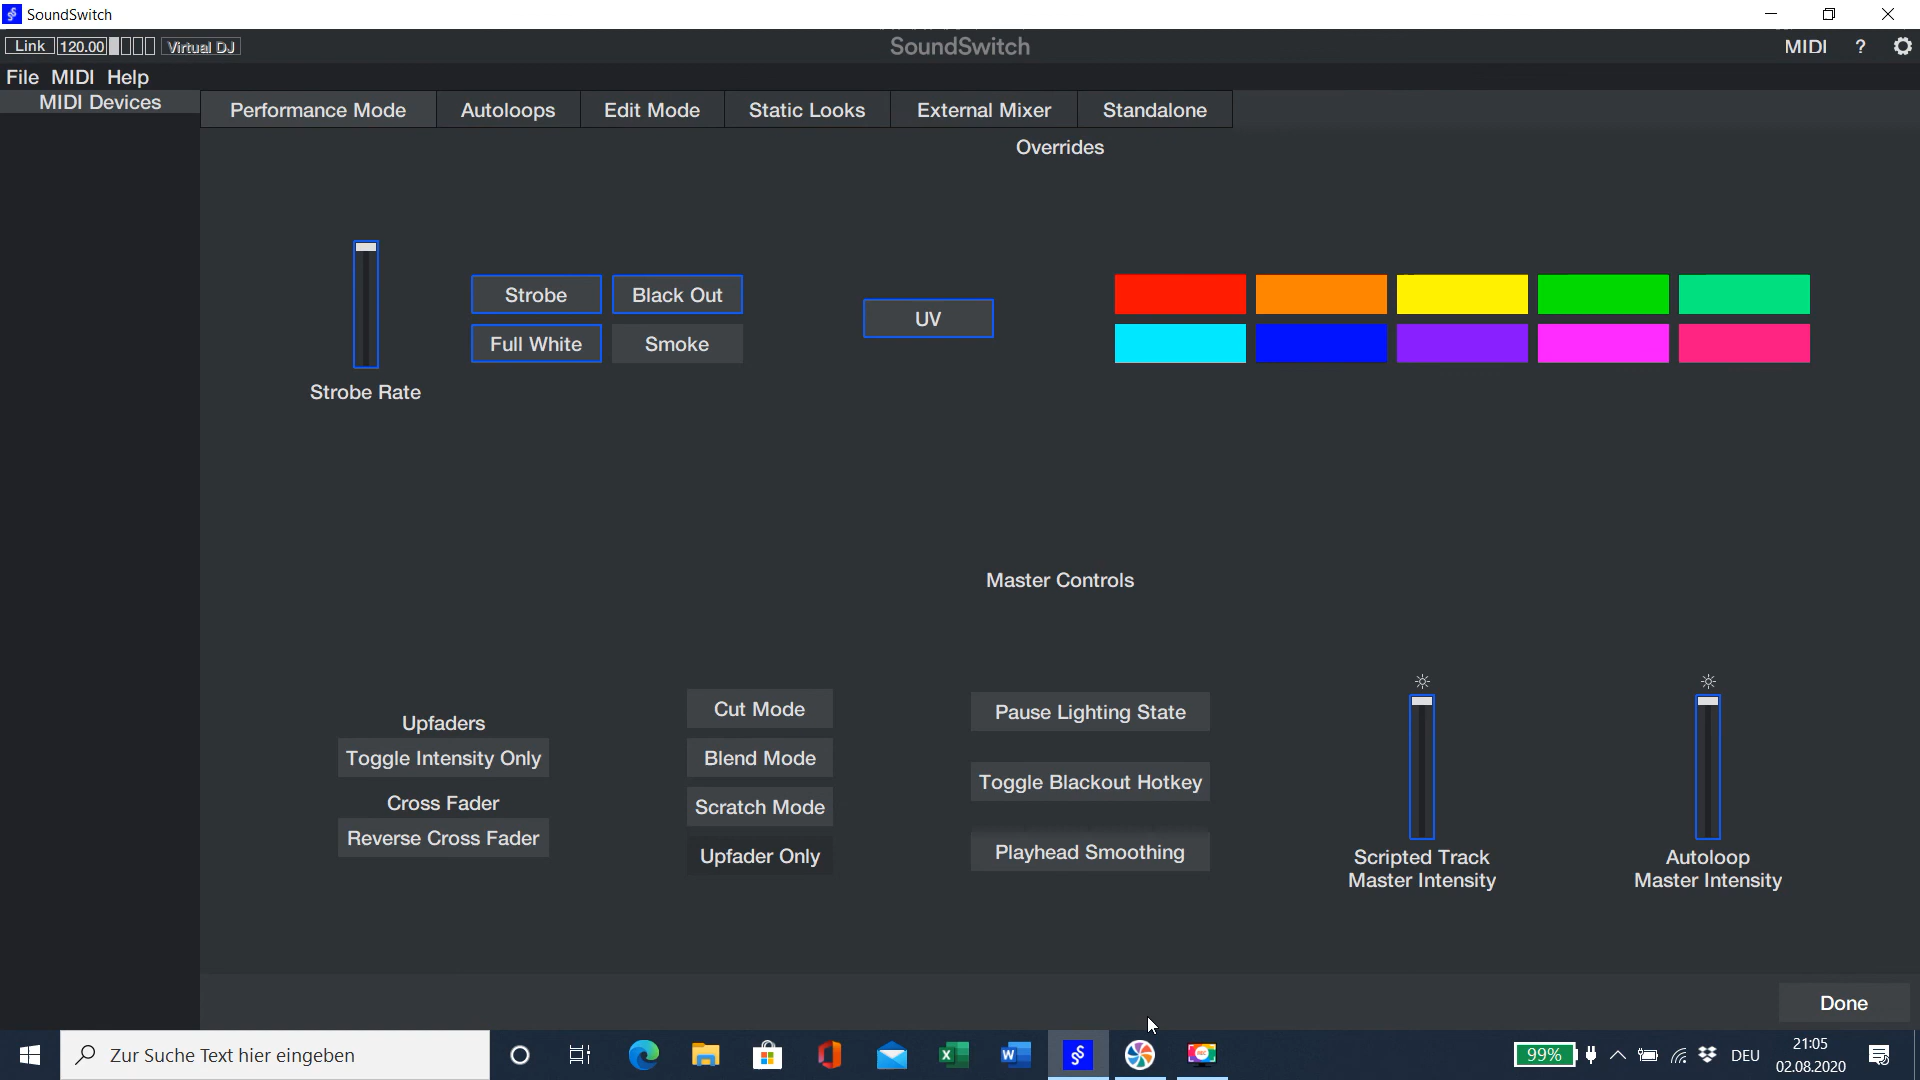 SoundSwitch
Link 120.00 Virtual DJ
SoundSwitch
MIDI ?
File MIDI Help
MIDI Devices
Performance Mode Autoloops Edit Mode Static Looks External Mixer Standalone
Overrides
Strobe Black Out
UV
Full White Smoke
Strobe Rate
Master Controls
Cut Mode
Pause Lighting State
Upfaders
Toggle Intensity Only
Blend Mode
Toggle Blackout Hotkey
Cross Fader
Scratch Mode
Reverse Cross Fader
Upfader Only
Playhead Smoothing
Scripted Track
Master Intensity
Autoloop
Master Intensity
Done
Zur Suche Text hier eingeben
99%
DEU
21:05
02.08.2020